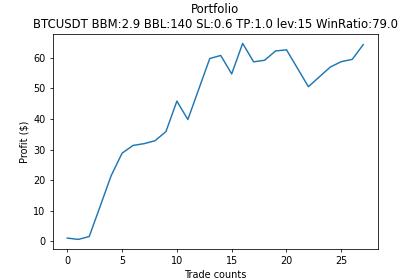 Portfolio
BTCUSDT BBM:2.9 BBL:140 SL:0.6 TP:1.0 lev:15 WinRatio:79.0
60
50
40
30
20
10
0
Profit ($)
0 5 10 15 20 25
Trade counts